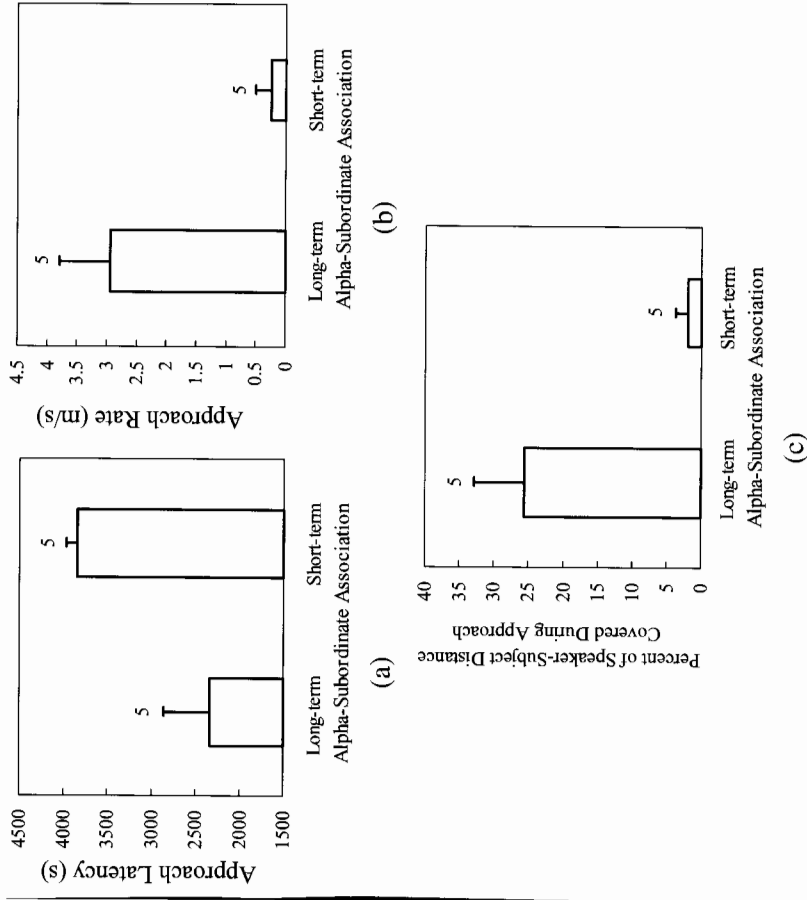 Approach Latency (s)
4500
4000
3500
3000
2500
2000
1500
5
5
Long-term
Short-term
Alpha-Subordinate Association
(a)
Approach Rate (m/s)
4.5
4
3.5
3
2.5
2
1.5
1
0.5
0
5
5
Long-term
Short-term
Alpha-Subordinate Association
(b)
Percent of Speaker-Subject Distance
Covered During Approach
40
35
30
25
20
15
10
5
0
5
5
Long-term
Short-term
Alpha-Subordinate Association
(c)